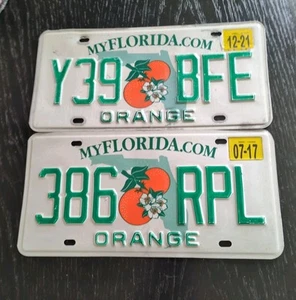 MYFLORIDA.COM 12-21
Y39 BFE
ORANGE
MYFLORIDA.COM 07-17
386 RPL
ORANGE